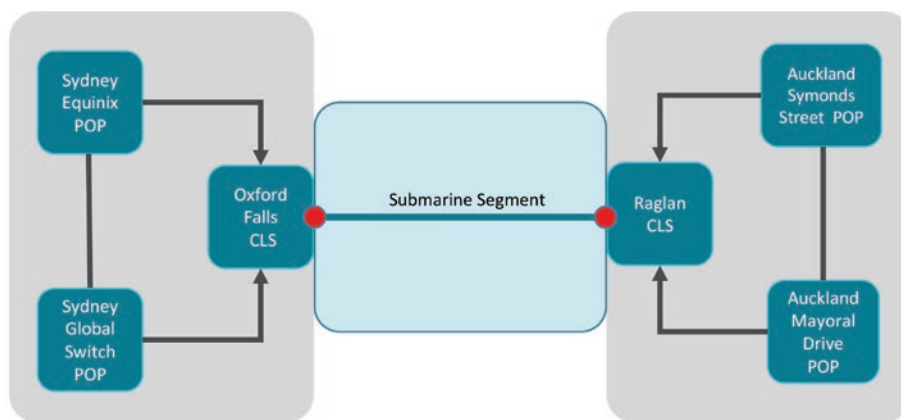 Sydney
Equinix
POP
Oxford
Falls
CLS
Sydney
Global
Switch
POP
Submarine Segment
Raglan
CLS
Auckland
Symonds
Street POP
Auckland
Mayoral
Drive
POP